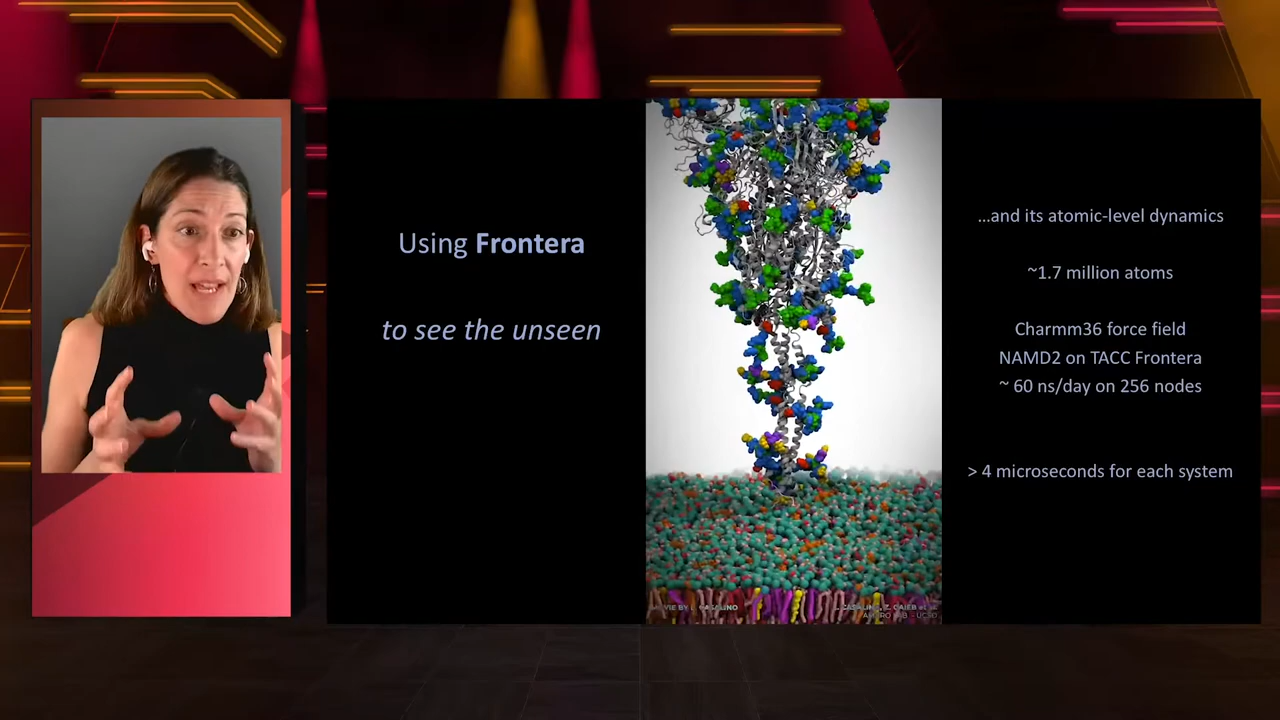 Using Frontera
to see the unseen
...and its atomic-level dynamics
~1.7 million atoms
Charmm36 force field
NAMD2 on TACC Frontera
~ 60 ns/day on 256 nodes
> 4 microseconds for each system